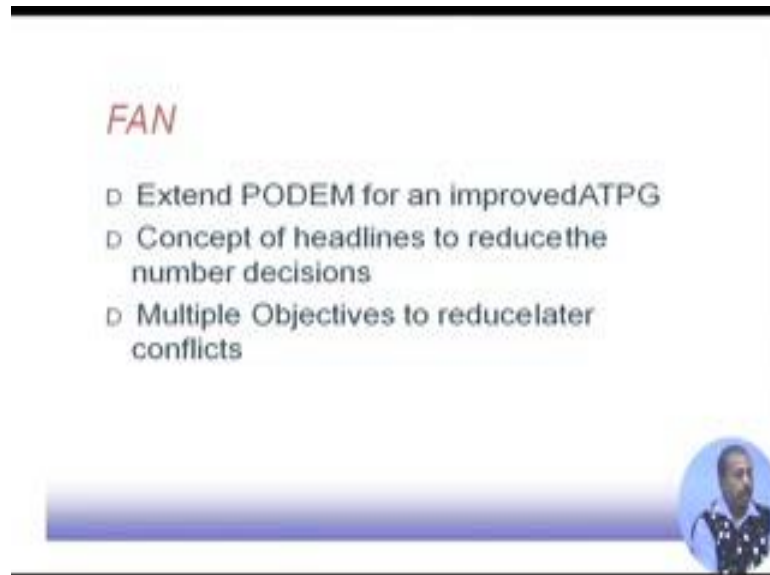 FAN
D Extend PODEM for an improvedATPG
D Concept of headlines to reducethe
number decisions
D Multiple Objectives to reducelater
conflicts